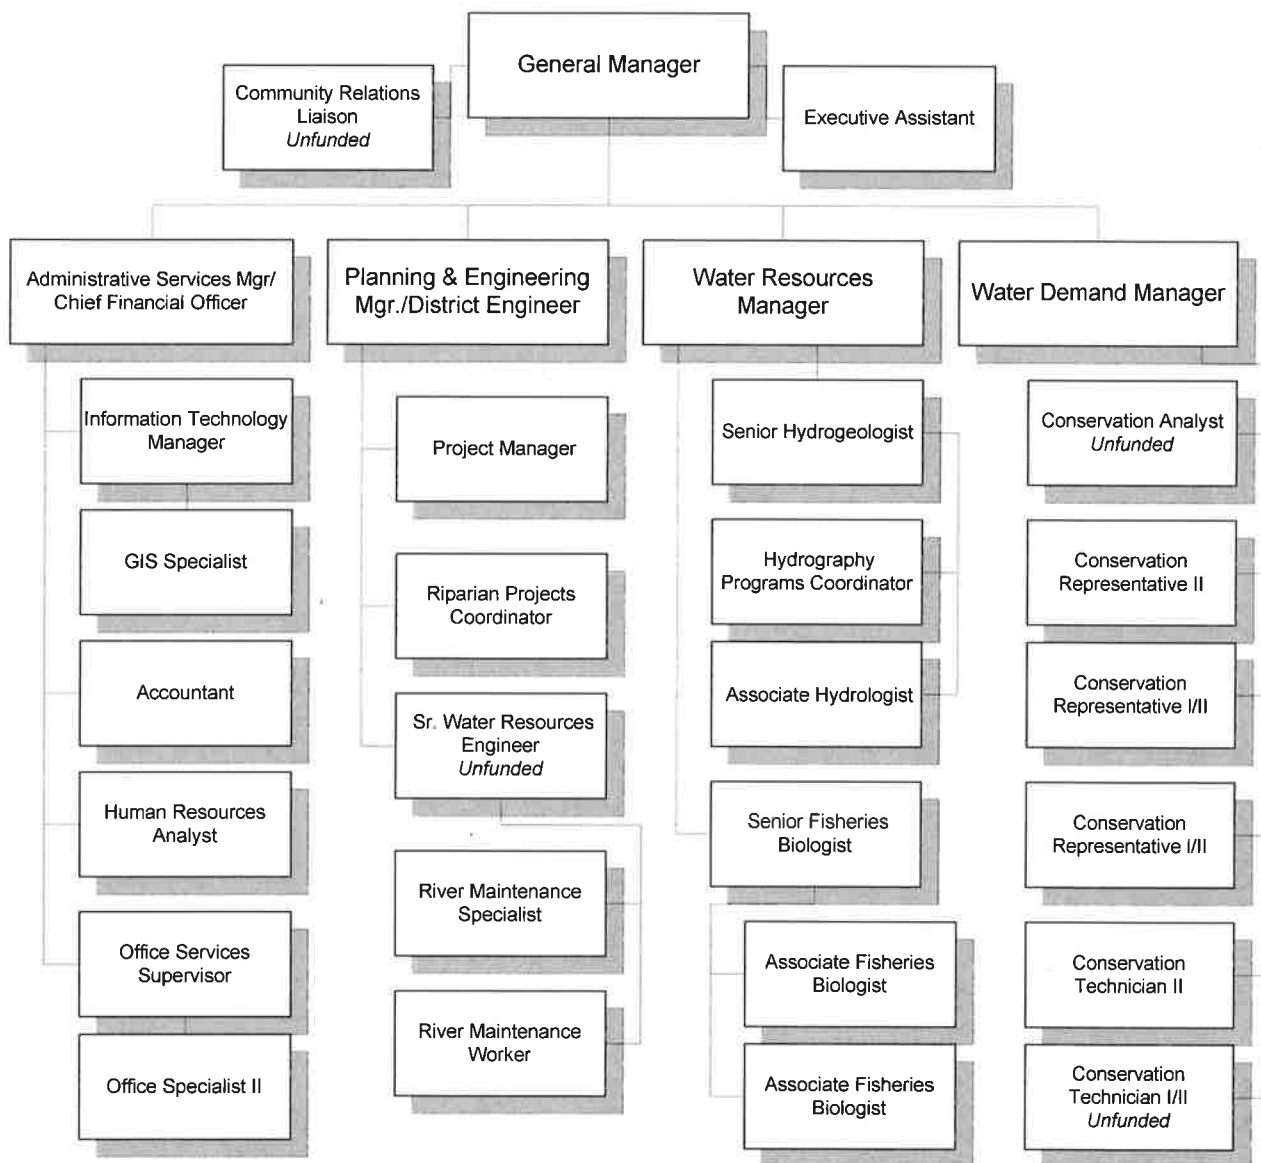 General Manager
Community Relations
Liaison
Unfunded
Executive Assistant
Administrative Services Mgr/
Chief Financial Officer
Planning & Engineering
Mgr./District Engineer
Water Resources
Manager
Water Demand Manager
Information Technology
Manager
GIS Specialist
Accountant
Human Resources
Analyst
Office Services
Supervisor
Office Specialist II
Project Manager
Riparian Projects
Coordinator
Sr. Water Resources
Engineer
Unfunded
River Maintenance
Specialist
River Maintenance
Worker
Senior Hydrogeologist
Hydrography
Programs Coordinator
Associate Hydrologist
Senior Fisheries
Biologist
Associate Fisheries
Biologist
Associate Fisheries
Biologist
Conservation Analyst
Unfunded
Conservation
Representative II
Conservation
Representative I/II
Conservation
Representative I/II
Conservation
Technician II
Conservation
Technician I/II
Unfunded